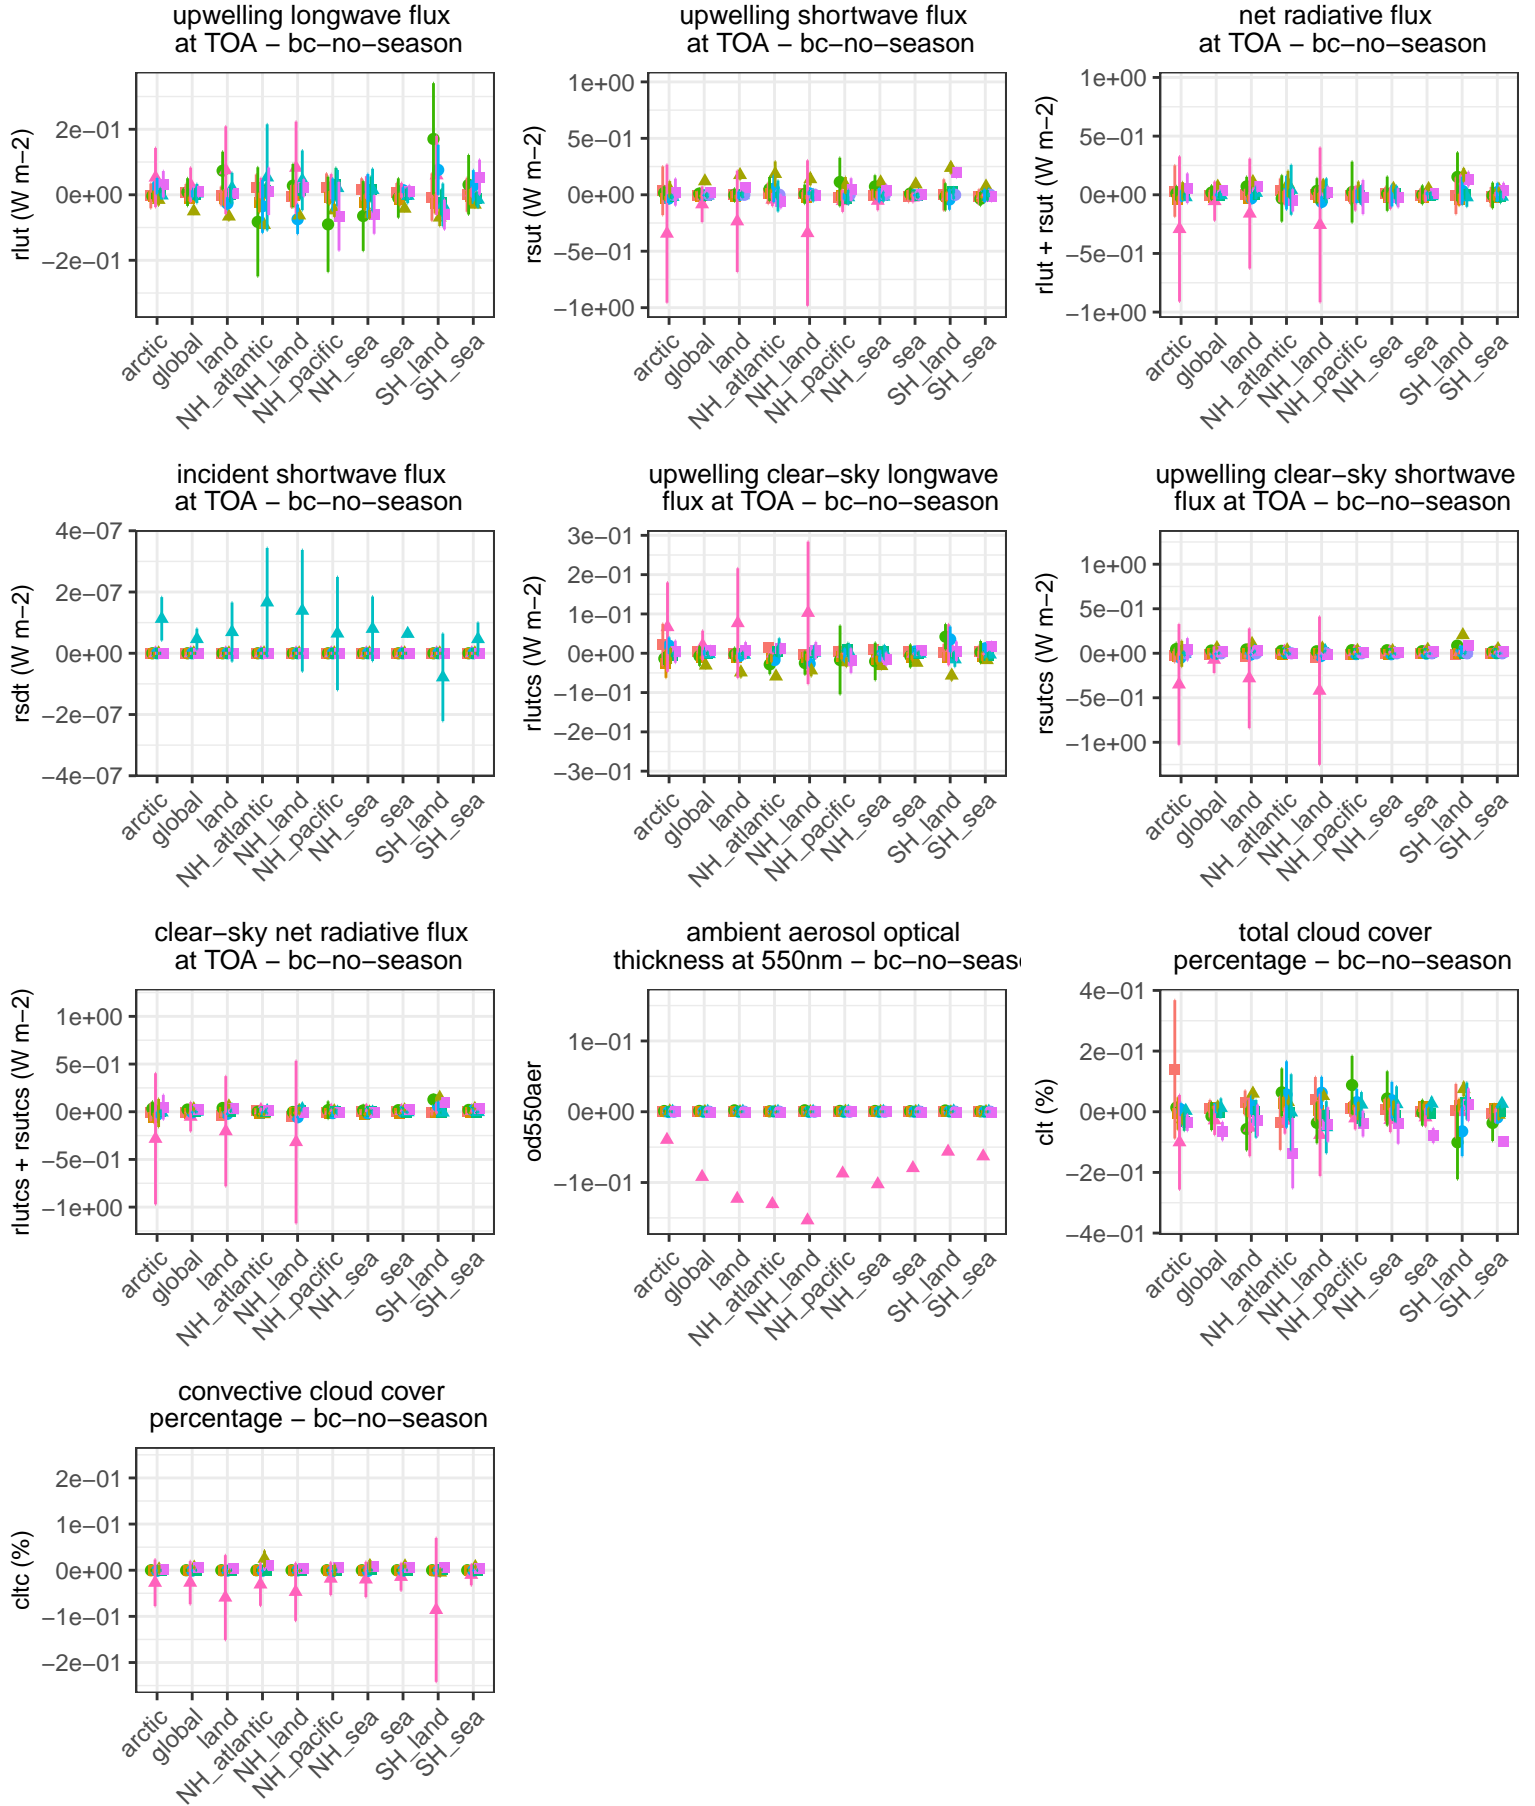 upwelling longwave flux
at TOA − bc−no−season
rlut (W m−2)
2e−01
0e+00
−2e−01
arctic
global
land
NH_atlantic
NH_land
NH_pacific
NH_sea
sea
SH_land
SH_sea
upwelling shortwave flux
at TOA − bc−no−season
rsut (W m−2)
1e+00
5e−01
0e+00
−5e−01
−1e+00
arctic
global
land
NH_atlantic
NH_land
NH_pacific
NH_sea
sea
SH_land
SH_sea
net radiative flux
at TOA − bc−no−season
rlut + rsut (W m−2)
1e+00
5e−01
0e+00
−5e−01
−1e+00
arctic
global
land
NH_atlantic
NH_land
NH_pacific
NH_sea
sea
SH_land
SH_sea
incident shortwave flux
at TOA − bc−no−season
rsdt (W m−2)
4e−07
2e−07
0e+00
−2e−07
−4e−07
arctic
global
land
NH_atlantic
NH_land
NH_pacific
NH_sea
sea
SH_land
SH_sea
upwelling clear−sky longwave
flux at TOA − bc−no−season
rlutcs (W m−2)
3e−01
2e−01
1e−01
0e+00
−1e−01
−2e−01
−3e−01
arctic
global
land
NH_atlantic
NH_land
NH_pacific
NH_sea
sea
SH_land
SH_sea
upwelling clear−sky shortwave
flux at TOA − bc−no−season
rsutcs (W m−2)
1e+00
5e−01
0e+00
−5e−01
−1e+00
arctic
global
land
NH_atlantic
NH_land
NH_pacific
NH_sea
sea
SH_land
SH_sea
clear−sky net radiative flux
at TOA − bc−no−season
rlutcs + rsutcs (W m−2)
1e+00
5e−01
0e+00
−5e−01
−1e+00
arctic
global
land
NH_atlantic
NH_land
NH_pacific
NH_sea
sea
SH_land
SH_sea
ambient aerosol optical
thickness at 550nm − bc−no−seas
od550aer
1e−01
0e+00
−1e−01
arctic
global
land
NH_atlantic
NH_land
NH_pacific
NH_sea
sea
SH_land
SH_sea
total cloud cover
percentage − bc−no−season
clt (%)
4e−01
2e−01
0e+00
−2e−01
−4e−01
arctic
global
land
NH_atlantic
NH_land
NH_pacific
NH_sea
sea
SH_land
SH_sea
convective cloud cover
percentage − bc−no−season
cltc (%)
2e−01
1e−01
0e+00
−1e−01
−2e−01
arctic
global
land
NH_atlantic
NH_land
NH_pacific
NH_sea
sea
SH_land
SH_sea